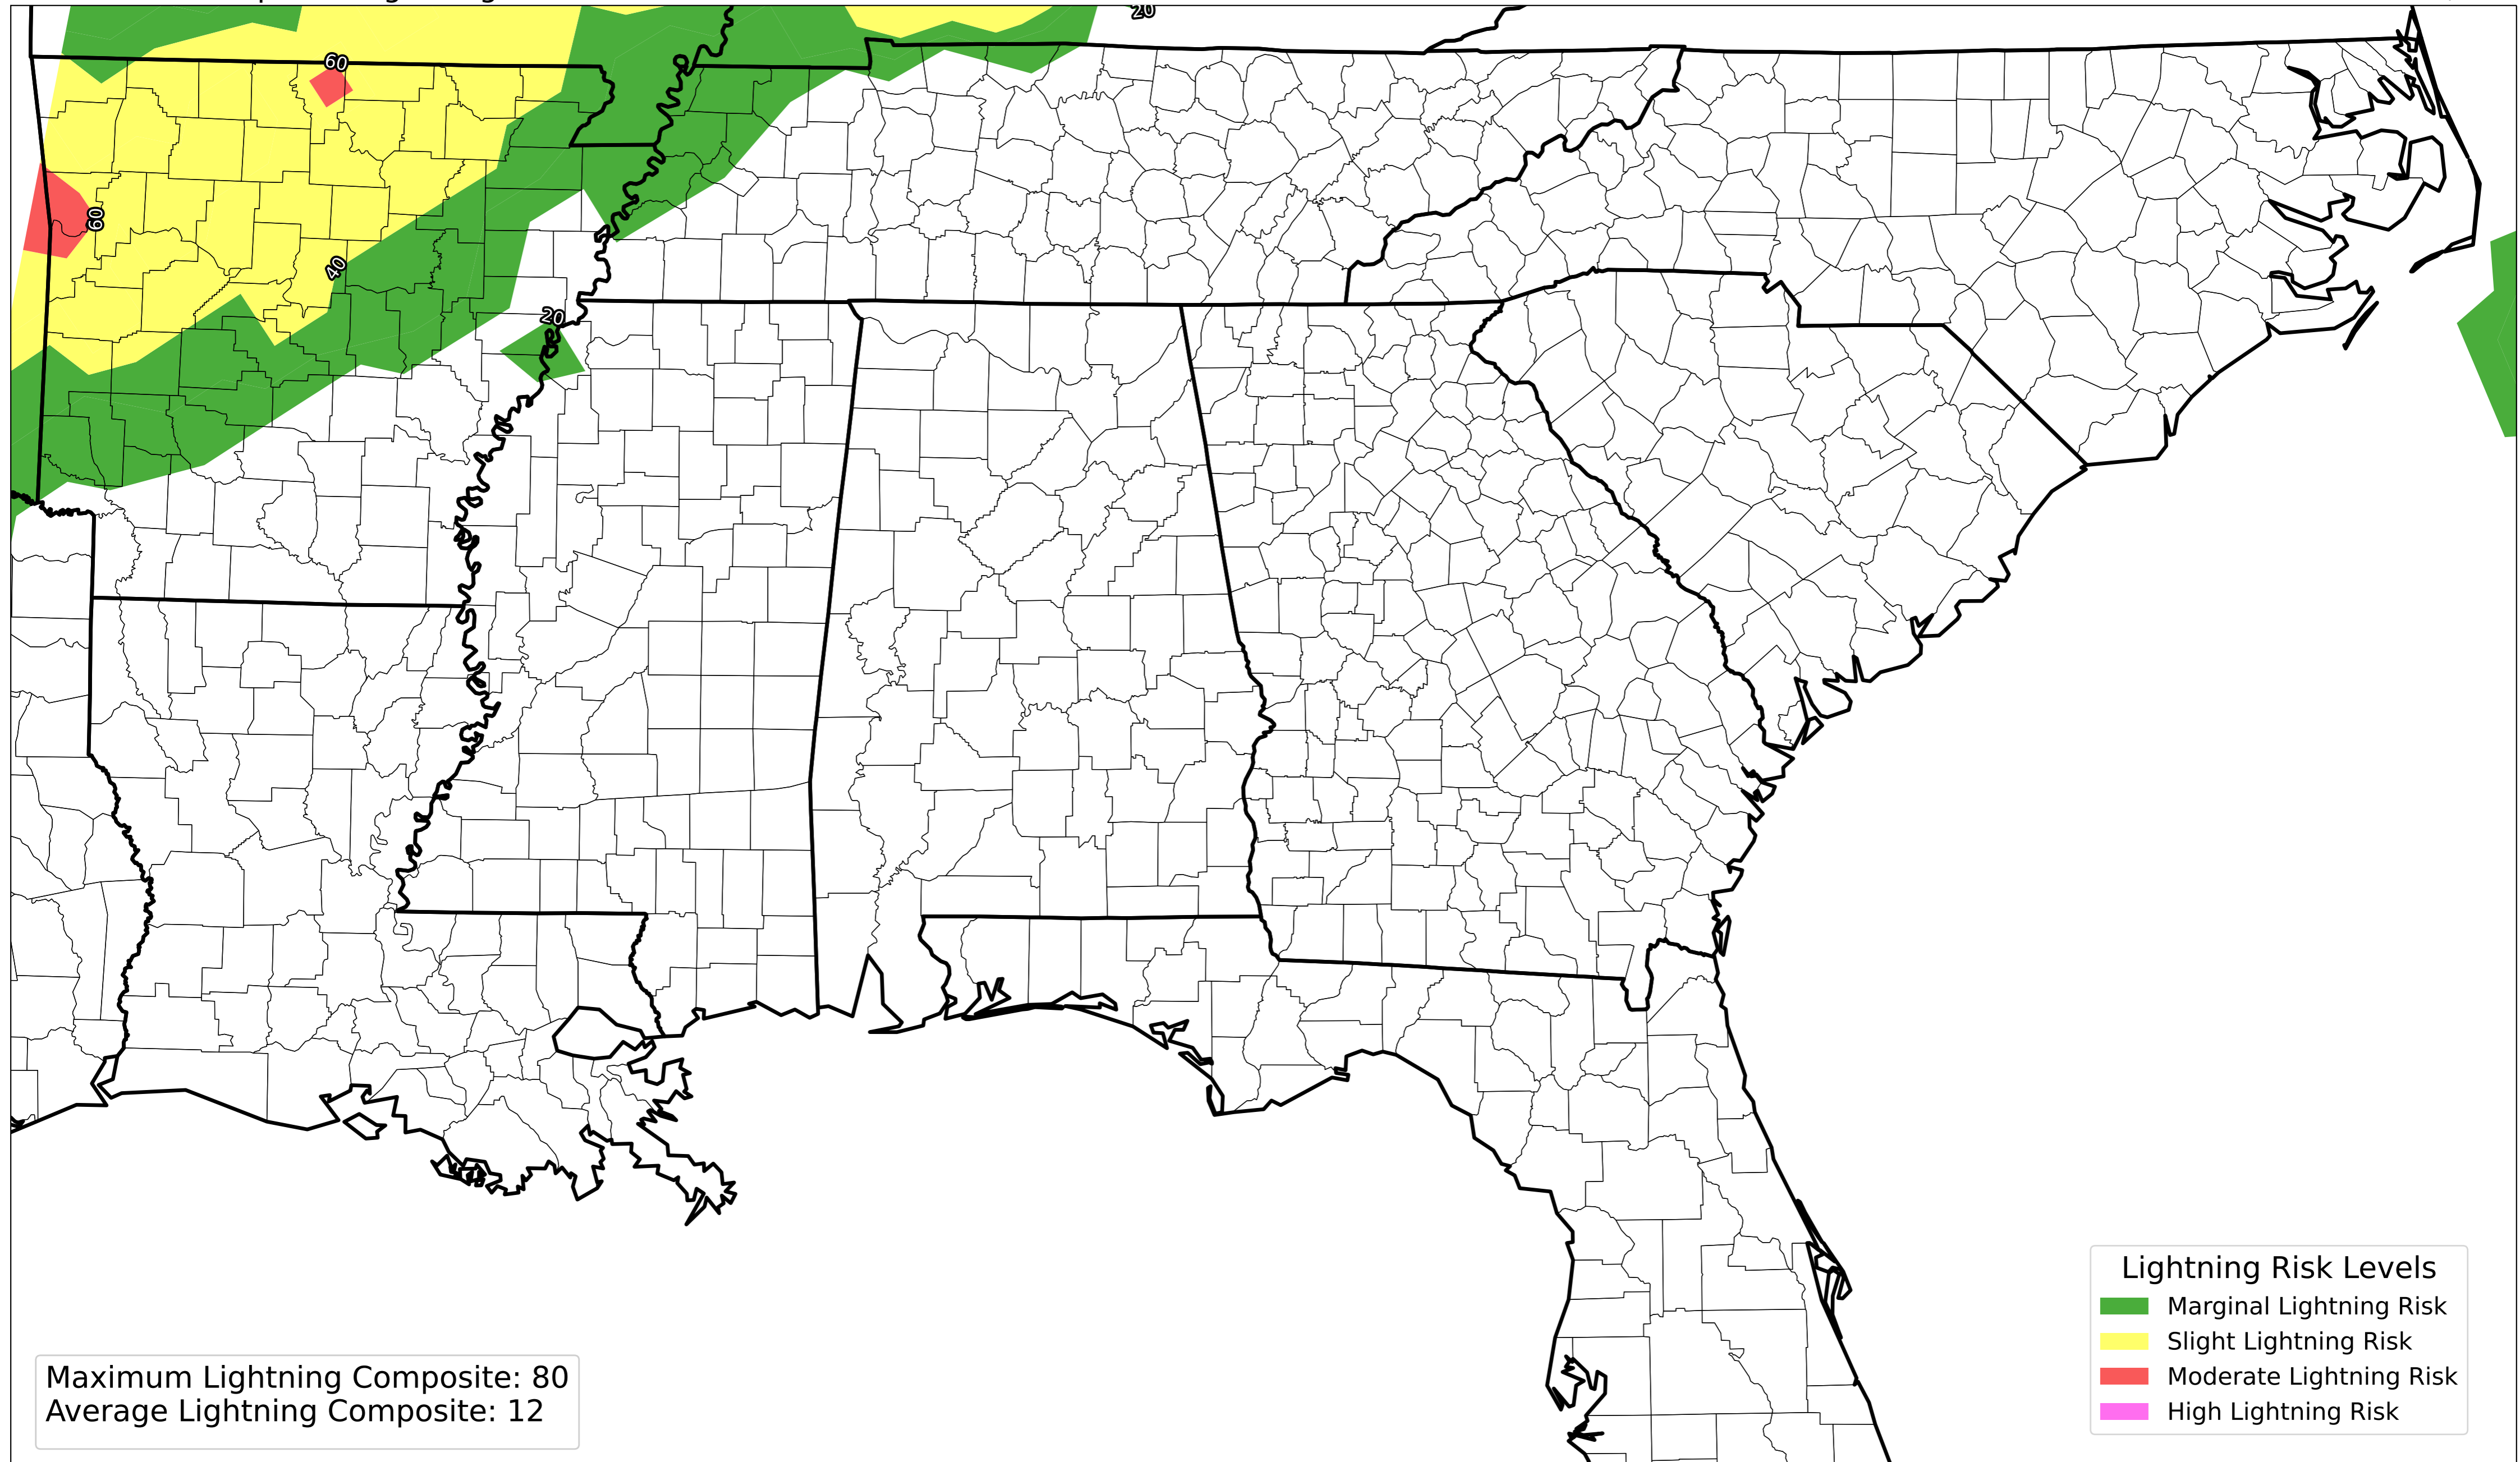 20
60
60
40
20
Lightning Risk Levels
Marginal Lightning Risk
Slight Lightning Risk
Moderate Lightning Risk
High Lightning Risk
Maximum Lightning Composite: 80
Average Lightning Composite: 12